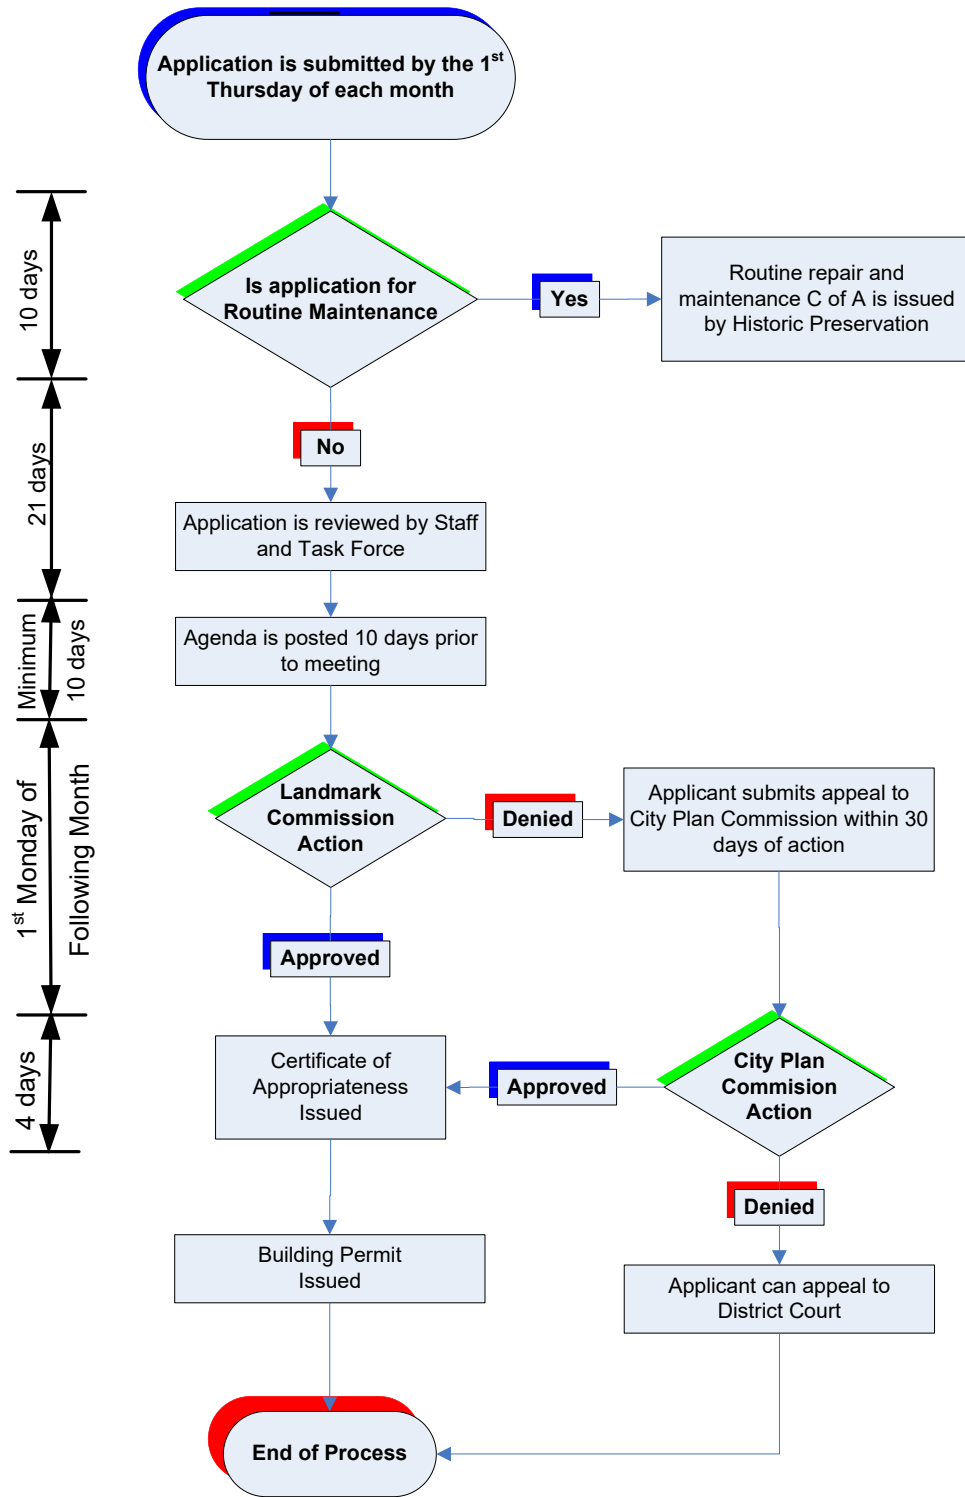 Application is submitted by the 1st
Thursday of each month
10 days
Is application for
Routine Maintenance
Yes
Routine repair and
maintenance C of A is issued
by Historic Preservation
21 days
No
Application is reviewed by Staff
and Task Force
Minimum
10 days
Agenda is posted 10 days prior
to meeting
1st Monday of
Following Month
Landmark
Commission
Action
Denied
Applicant submits appeal to
City Plan Commission within 30
days of action
Approved
4 days
Certificate of
Appropriateness
Issued
Approved
City Plan
Commision
Action
Denied
Building Permit
Issued
Applicant can appeal to
District Court
End of Process